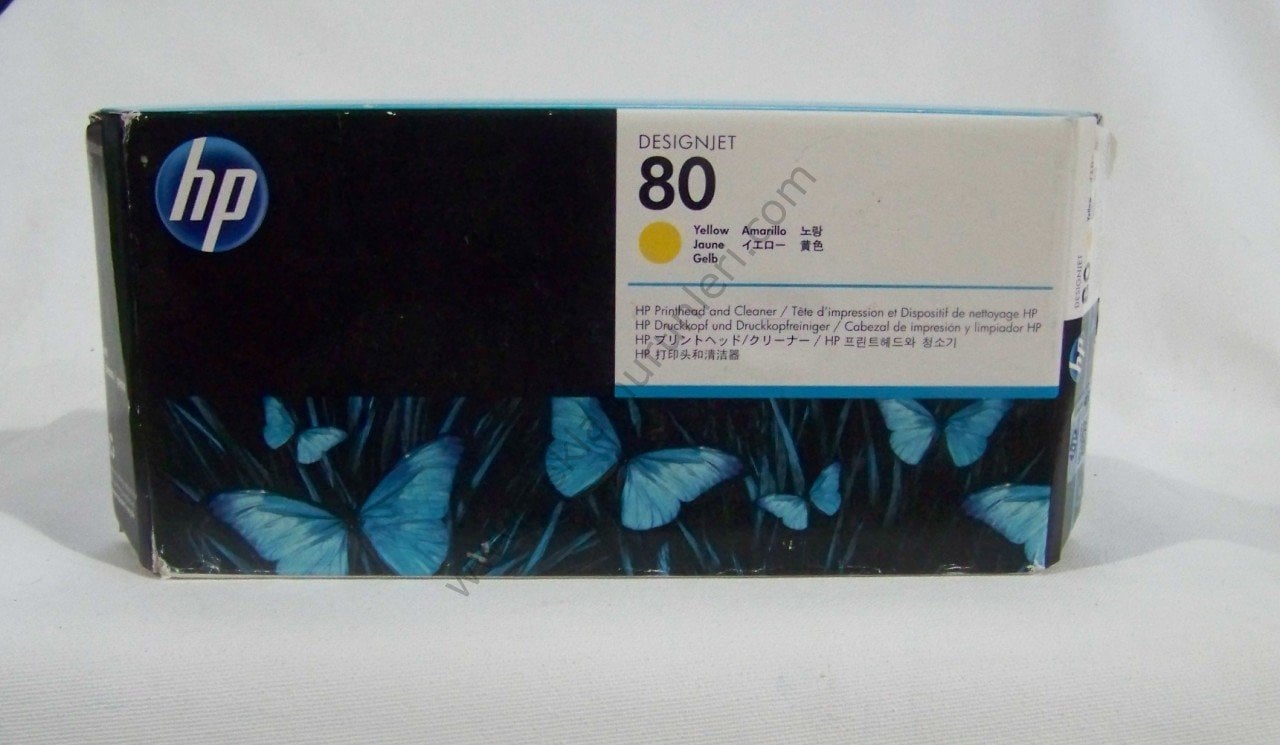 hp
DESIGNJET
80
Yellow Amarillo 노랑
Jaune イエロー 黄色
Gelb
HP Printhead and Cleaner / Tête d'impression et Dispositif de nettoyage HP
HP Druckkopf und Druckkopfreiniger / Cabezal de impresión y limpiador HP
HP プリントヘッド/クリーナー / HP 프린트헤드와 청소기
HP 打印头和清洁器
DESIGNJET
hp